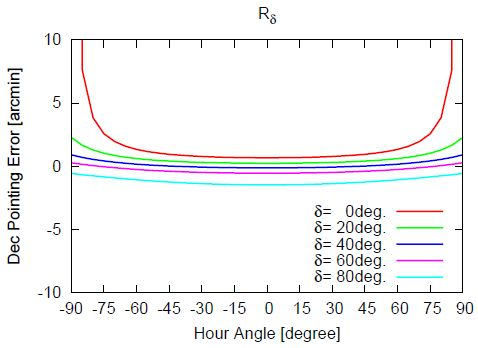 Rδ
Dec Pointing Error [arcmin]
10
5
0
-5
-10
δ= 0deg.
δ= 20deg.
δ= 40deg.
δ= 60deg.
δ= 80deg.
-90 -75 -60 -45 -30 -15 0 15 30 45 60 75 90
Hour Angle [degree]